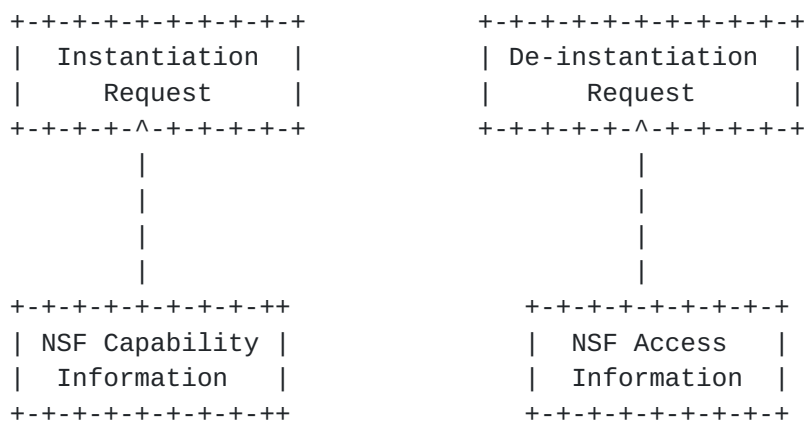 +-+-+-+-+-+-+-+-+-+           +-+-+-+-+-+-+-+-+-+-+
|  Instantiation  |           | De-instantiation  |
|     Request     |           |      Request      |
+-+-+-+-^-+-+-+-+-+           +-+-+-+-+-^-+-+-+-+-+
        |                               |
        |                               |
        |                               |
        |                               |
+-+-+-+-+-+-+-+-++               +-+-+-+-+-+-+-+-+
| NSF Capability |               |  NSF Access   |
|  Information   |               |  Information  |
+-+-+-+-+-+-+-+-++               +-+-+-+-+-+-+-+-+